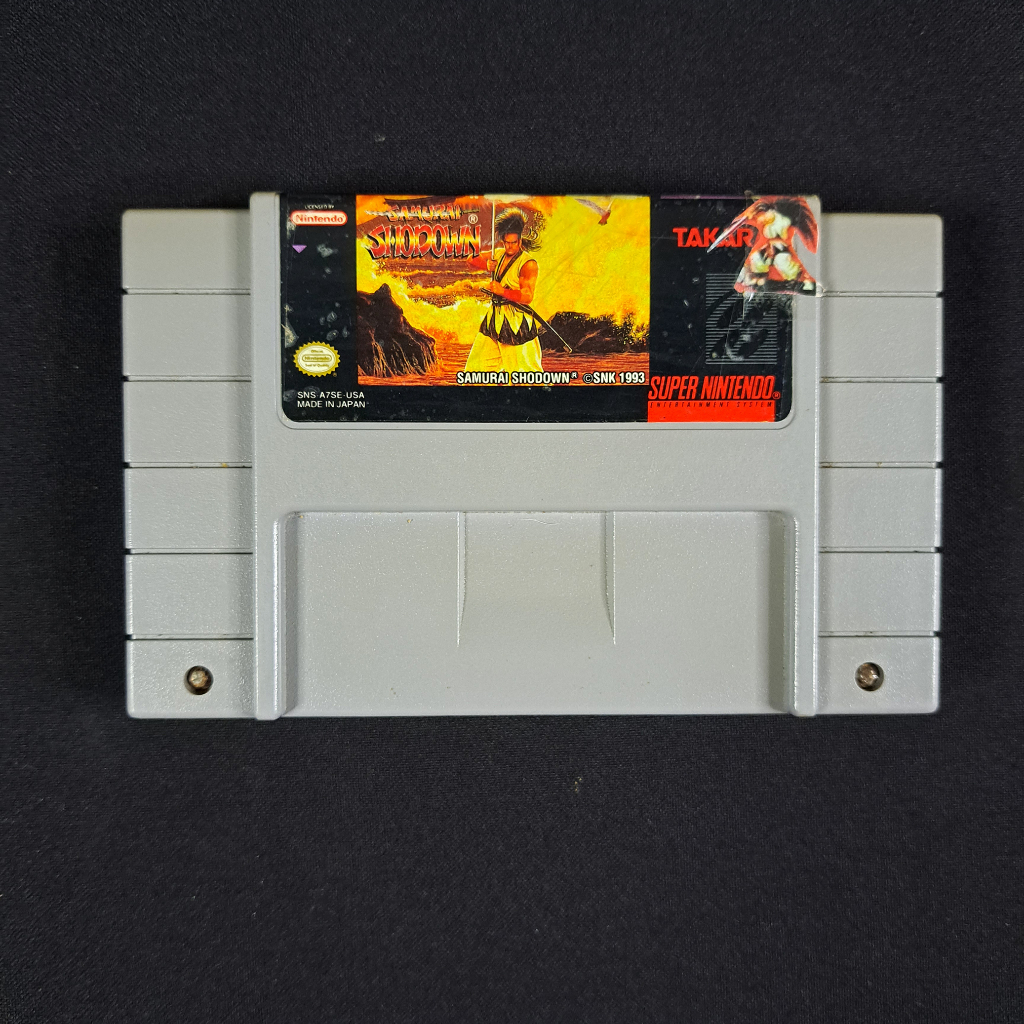 LICENSED BY
Nintendo
SAMURAI
SHODOWN®
TAKAR
SAMURAI SHODOWN® ©SNK 1993
SNS-A7SE-USA
MADE IN JAPAN
SUPER NINTENDO®
ENTERTAINMENT SYSTEM